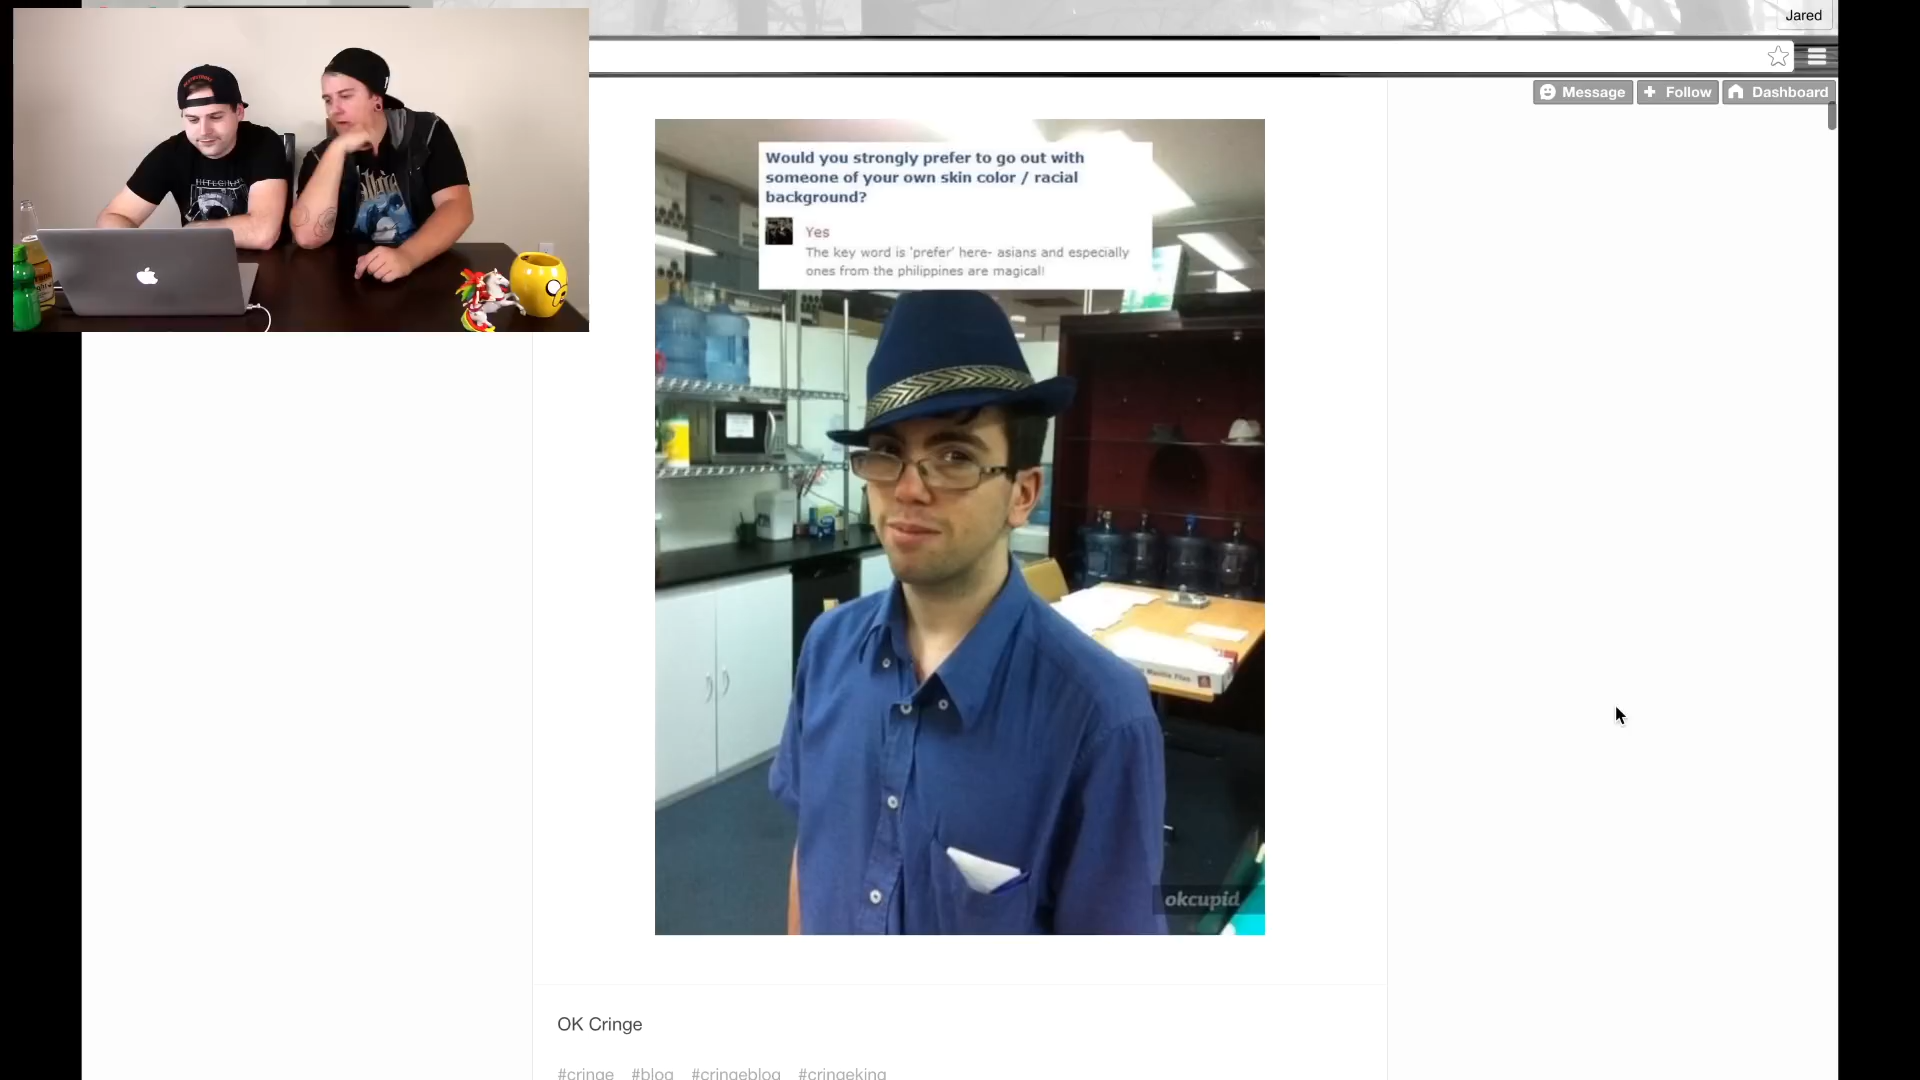 Jared
Message
Follow
Dashboard
Would you strongly prefer to go out with
someone of your own skin color / racial
background?
Yes
The key word is 'prefer' here- asians and especially
ones from the philippines are magical!
okcupid
OK Cringe
#cringe #blog #cringeblog #cringeking